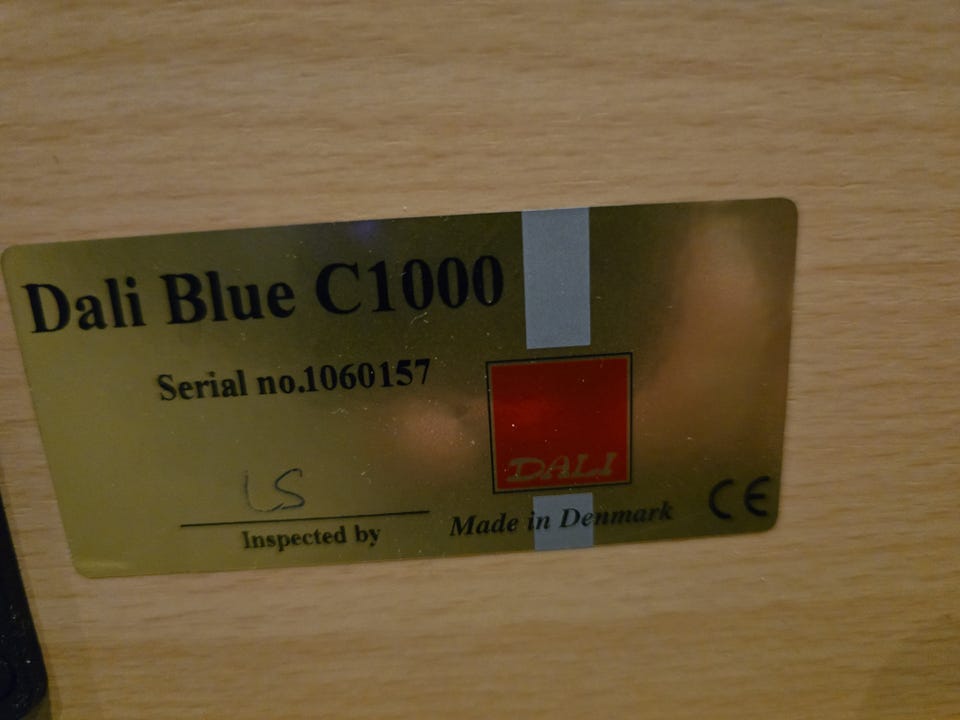 Dali Blue C1000
Serial no.1060157
DALI
LS
Inspected by
Made in Denmark
CE